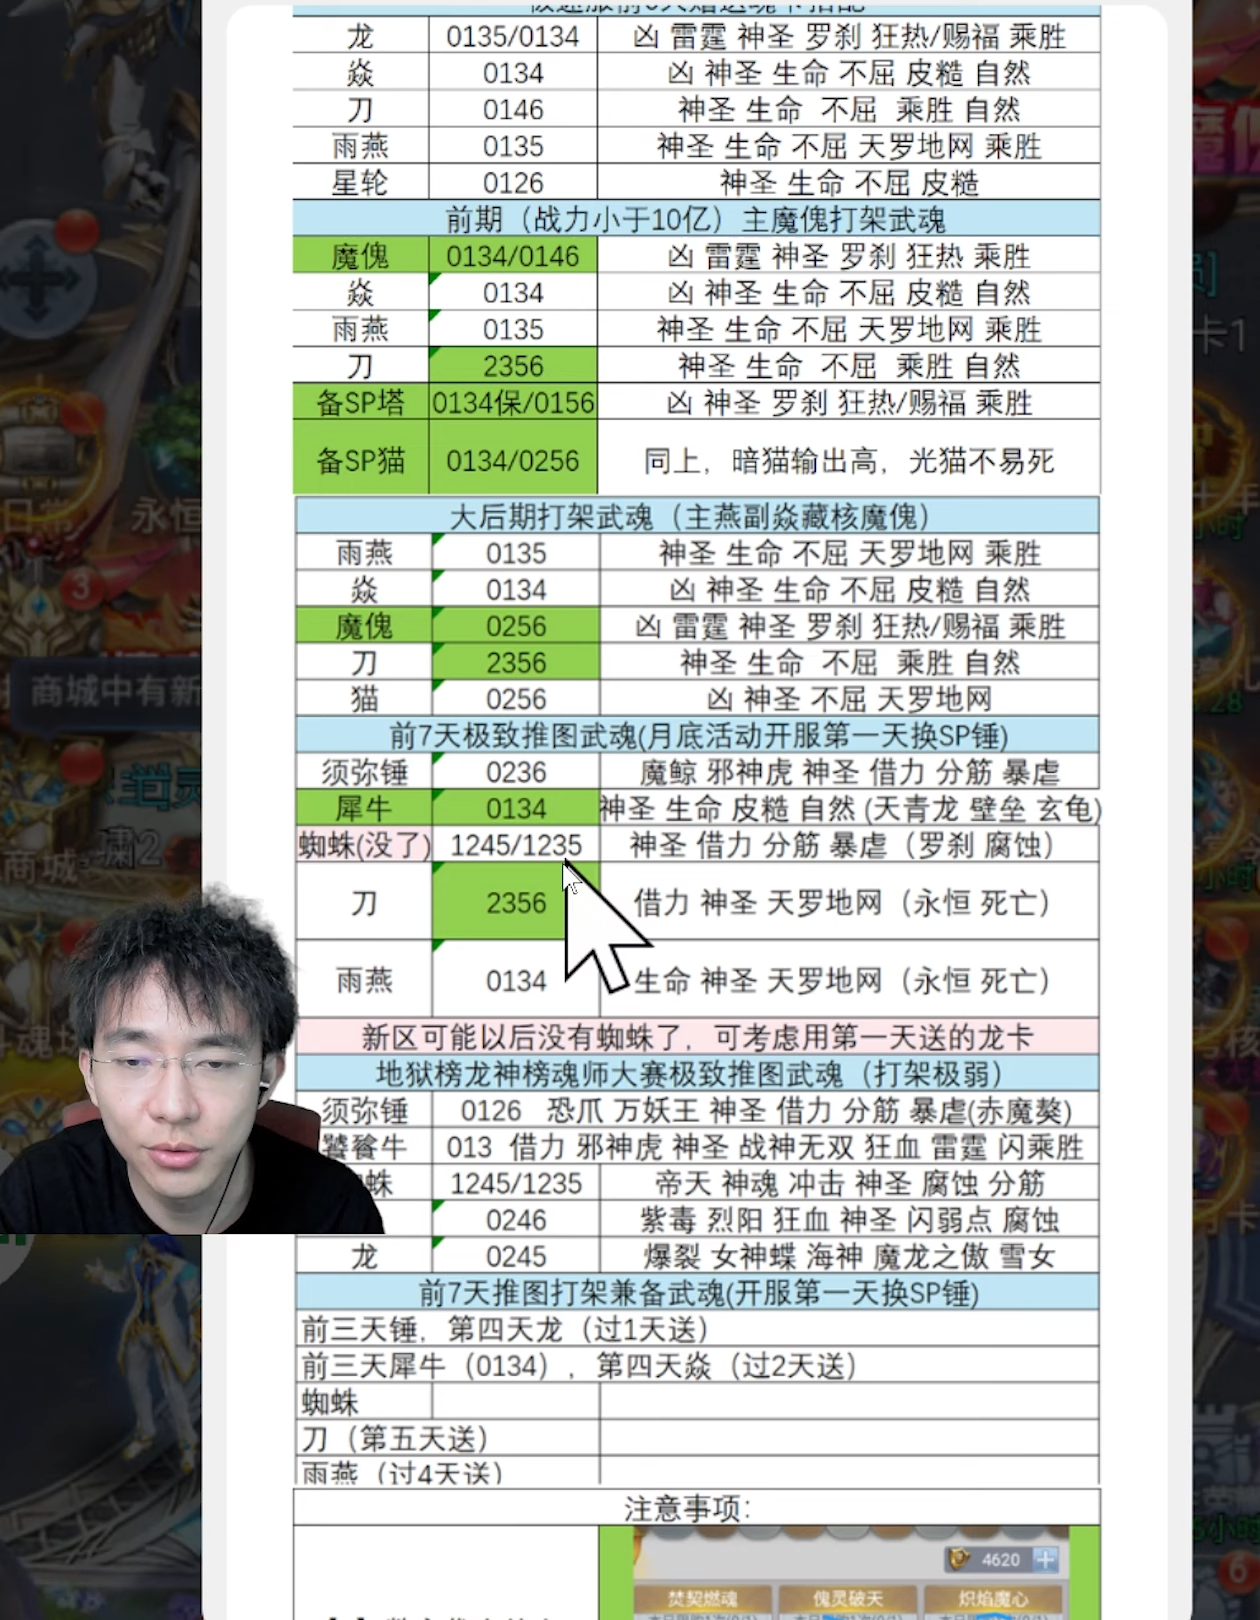 龙 0135/0134 凶 雷霆 神圣 罗刹 狂热/赐福 乘胜
焱 0134 凶 神圣 生命 不屈 皮糙 自然
刀 0146 神圣 生命 不屈 乘胜 自然
雨燕 0135 神圣 生命 不屈 天罗地网 乘胜
星轮 0126 神圣 生命 不屈 皮糙
前期（战力小于10亿）主魔傀打架武魂
魔傀 0134/0146 凶 雷霆 神圣 罗刹 狂热 乘胜
焱 0134 凶 神圣 生命 不屈 皮糙 自然
雨燕 0135 神圣 生命 不屈 天罗地网 乘胜
刀 2356 神圣 生命 不屈 乘胜 自然
备SP塔 0134保/0156 凶 神圣 罗刹 狂热/赐福 乘胜
备SP猫 0134/0256 同上，暗猫输出高，光猫不易死
大后期打架武魂（主燕副焱藏核魔傀）
雨燕 0135 神圣 生命 不屈 天罗地网 乘胜
焱 0134 凶 神圣 生命 不屈 皮糙 自然
魔傀 0256 凶 雷霆 神圣 罗刹 狂热/赐福 乘胜
刀 2356 神圣 生命 不屈 乘胜 自然
猫 0256 凶 神圣 不屈 天罗地网
前7天极致推图武魂(月底活动开服第一天换SP锤)
须弥锤 0236 魔鲸 邪神虎 神圣 借力 分筋 暴虐
犀牛 0134 神圣 生命 皮糙 自然 (天青龙 壁垒 玄龟)
蜘蛛(没了) 1245/1235 神圣 借力 分筋 暴虐（罗刹 腐蚀）
刀 2356 借力 神圣 天罗地网（永恒 死亡）
雨燕 0134 生命 神圣 天罗地网（永恒 死亡）
新区可能以后没有蜘蛛了，可考虑用第一天送的龙卡
地狱榜龙神榜魂师大赛极致推图武魂（打架极弱）
须弥锤 0126 恐爪 万妖王 神圣 借力 分筋 暴虐(赤魔獒)
饕餮牛 013 借力 邪神虎 神圣 战神无双 狂血 雷霆 闪乘胜
蛛 1245/1235 帝天 神魂 冲击 神圣 腐蚀 分筋
0246 紫毒 烈阳 狂血 神圣 闪弱点 腐蚀
龙 0245 爆裂 女神蝶 海神 魔龙之傲 雪女
前7天推图打架兼备武魂(开服第一天换SP锤)
前三天锤，第四天龙（过1天送）
前三天犀牛（0134），第四天焱（过2天送）
蜘蛛
刀（第五天送）
雨燕（过4天送）
注意事项：
4620
焚契燃魂 傀灵破天 炽焰魔心
日常
永恒
3
商城中有新
商城
卡1